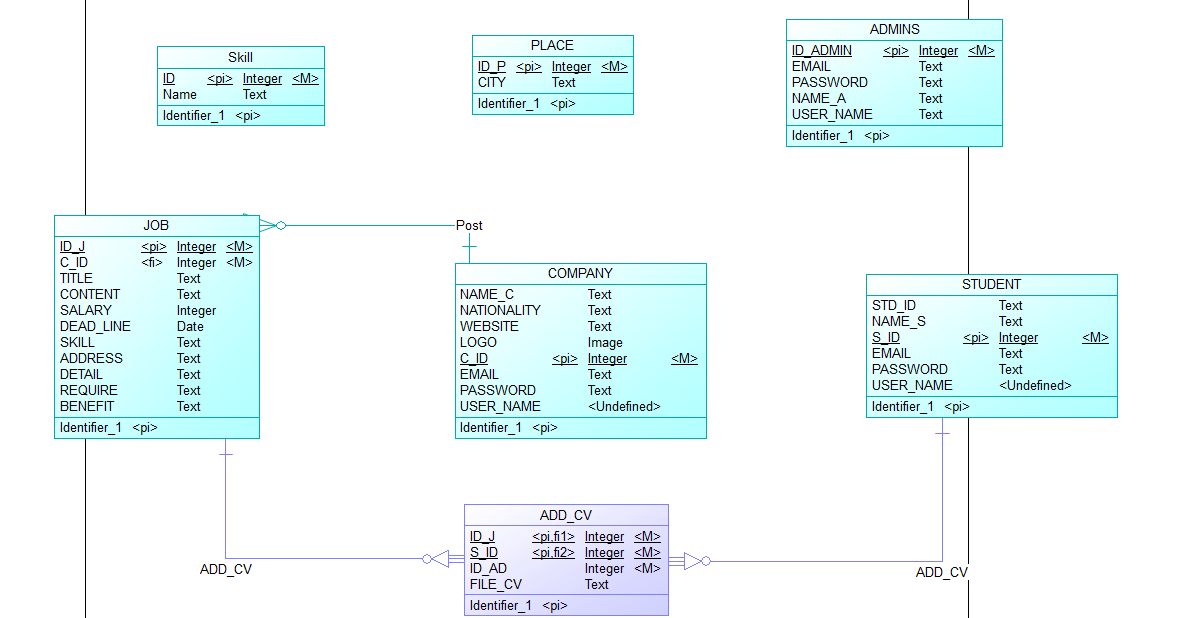 Skill
ID <pi> Integer <M>
Name Text
Identifier_1 <pi>
PLACE
ID_P <pi> Integer <M>
CITY Text
Identifier_1 <pi>
ADMINS
ID_ADMIN <pi> Integer <M>
EMAIL Text
PASSWORD Text
NAME_A Text
USER_NAME Text
Identifier_1 <pi>
JOB
ID_J <pi> Integer <M>
C_ID <fi> Integer <M>
TITLE Text
CONTENT Text
SALARY Integer
DEAD_LINE Date
SKILL Text
ADDRESS Text
DETAIL Text
REQUIRE Text
BENEFIT Text
Identifier_1 <pi>
Post
COMPANY
NAME_C Text
NATIONALITY Text
WEBSITE Text
LOGO Image
C_ID <pi> Integer <M>
EMAIL Text
PASSWORD Text
USER_NAME <Undefined>
Identifier_1 <pi>
STUDENT
STD_ID Text
NAME_S Text
S_ID <pi> Integer <M>
EMAIL Text
PASSWORD Text
USER_NAME <Undefined>
Identifier_1 <pi>
ADD_CV
ADD_CV
ID_J <pi,fi1> Integer <M>
S_ID <pi,fi2> Integer <M>
ID_AD Integer <M>
FILE_CV Text
Identifier_1 <pi>
ADD_CV